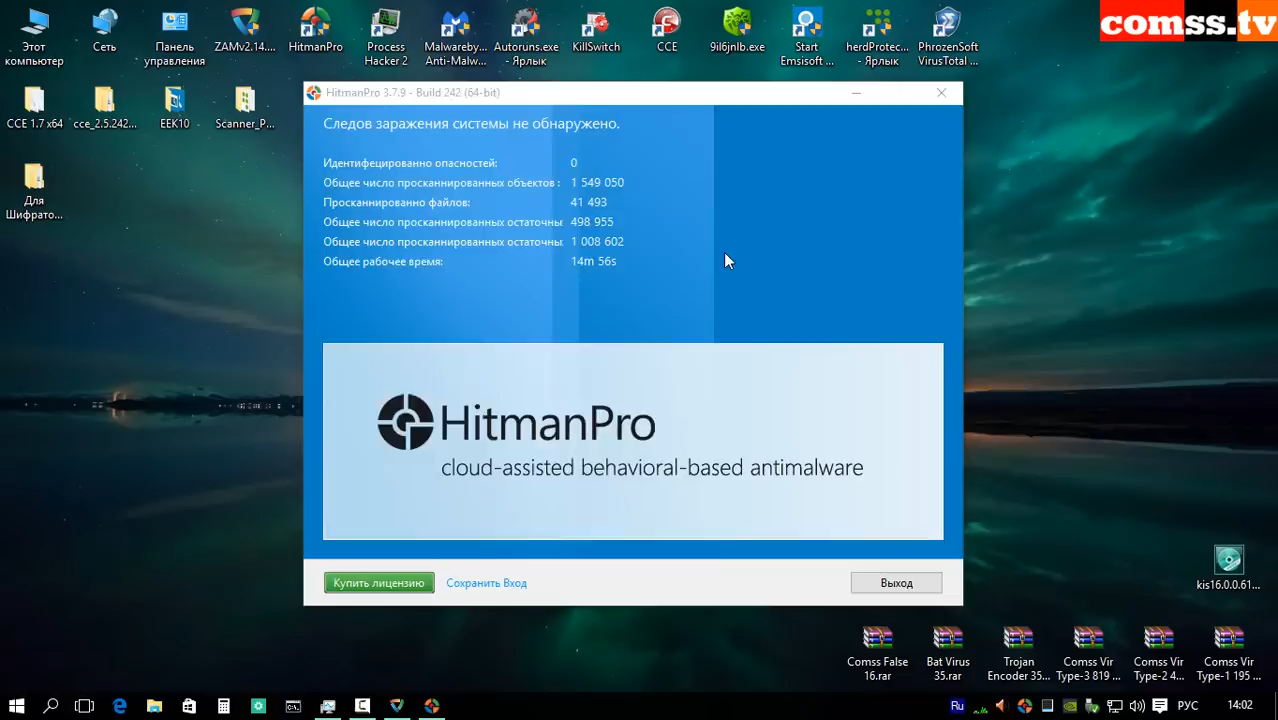 comss.tv
Этот компьютер
Сеть
Панель управления
ZAMv2.14....
HitmanPro
Process Hacker 2
Malwareby... Anti-Malw...
Autoruns.exe - Ярлык
KillSwitch
CCE
9il6jnlb.exe
Start Emsisoft ...
herdProtec... - Ярлык
PhrozenSoft VirusTotal ...
CCE 1.7 x64
cce_2.5.242...
EEK10
Scanner_P...
Для Шифрато...
HitmanPro 3.7.9 - Build 242 (64-bit)
Следов заражения системы не обнаружено.
Идентифецированно опасностей: 0
Общее число просканнированных объектов : 1 549 050
Просканнированно файлов: 41 493
Общее число просканнированных остаточны 498 955
Общее число просканнированных остаточны 1 008 602
Общее рабочее время: 14m 56s
HitmanPro
cloud-assisted behavioral-based antimalware
Купить лицензию
Сохранить Вход
Выход
kis16.0.0.61...
Comss False 16.rar
Bat Virus 35.rar
Trojan Encoder 35...
Comss Vir Type-3 819 ...
Comss Vir Type-2 4...
Comss Vir Type-1 195 ...
Ru
РУС
14:02